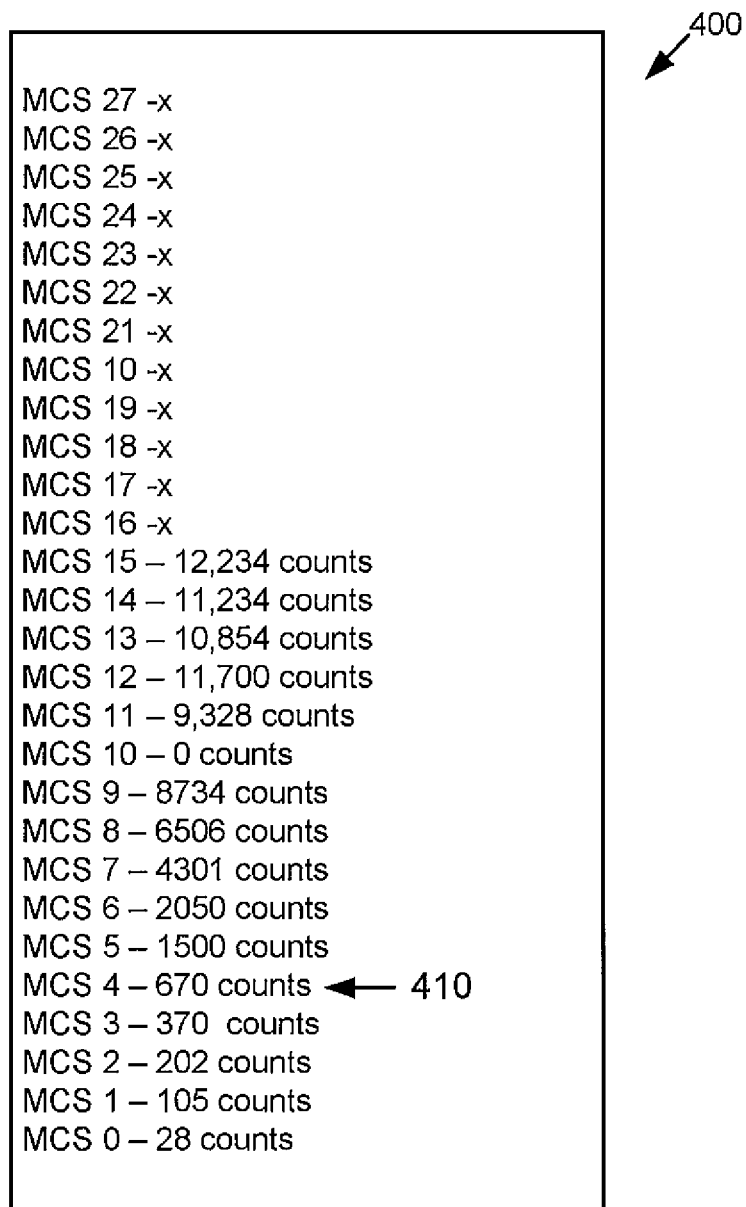 400
MCS 27 -x
MCS 26 -x
MCS 25 -x
MCS 24 -x
MCS 23 -x
MCS 22 -x
MCS 21 -x
MCS 10 -x
MCS 19 -x
MCS 18 -x
MCS 17 -x
MCS 16 -x
MCS 15 – 12,234 counts
MCS 14 – 11,234 counts
MCS 13 – 10,854 counts
MCS 12 – 11,700 counts
MCS 11 – 9,328 counts
MCS 10 – 0 counts
MCS 9 – 8734 counts
MCS 8 – 6506 counts
MCS 7 – 4301 counts
MCS 6 – 2050 counts
MCS 5 – 1500 counts
MCS 4 – 670 counts 410
MCS 3 – 370 counts
MCS 2 – 202 counts
MCS 1 – 105 counts
MCS 0 – 28 counts